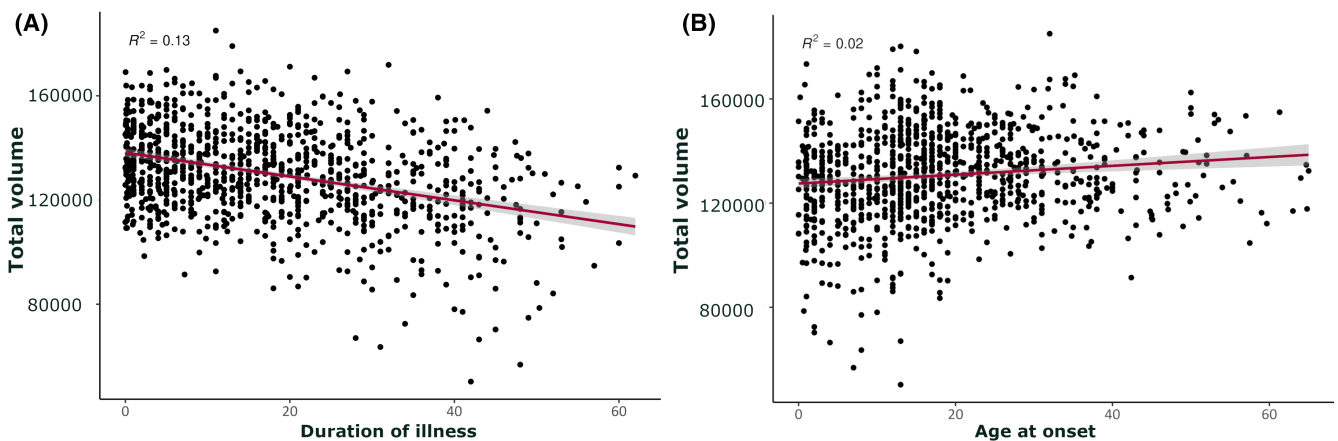 (A)
R² = 0.13
Total volume
160000
120000
80000
0 20 40 60
Duration of illness
(B)
R² = 0.02
Total volume
160000
120000
80000
0 20 40 60
Age at onset